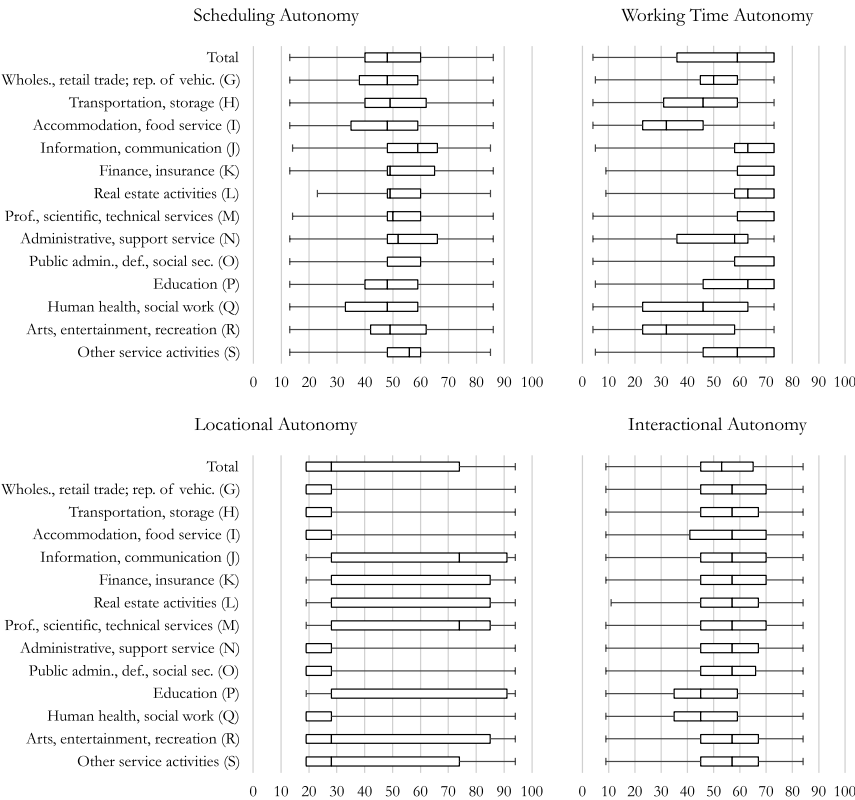 Scheduling Autonomy
Working Time Autonomy
Total
Wholes., retail trade; rep. of vehic. (G)
Transportation, storage (H)
Accommodation, food service (I)
Information, communication (J)
Finance, insurance (K)
Real estate activities (L)
Prof., scientific, technical services (M)
Administrative, support service (N)
Public admin., def., social sec. (O)
Education (P)
Human health, social work (Q)
Arts, entertainment, recreation (R)
Other service activities (S)
0 10 20 30 40 50 60 70 80 90 100
0 10 20 30 40 50 60 70 80 90 100
Locational Autonomy
Interactional Autonomy
Total
Wholes., retail trade; rep. of vehic. (G)
Transportation, storage (H)
Accommodation, food service (I)
Information, communication (J)
Finance, insurance (K)
Real estate activities (L)
Prof., scientific, technical services (M)
Administrative, support service (N)
Public admin., def., social sec. (O)
Education (P)
Human health, social work (Q)
Arts, entertainment, recreation (R)
Other service activities (S)
0 10 20 30 40 50 60 70 80 90 100
0 10 20 30 40 50 60 70 80 90 100